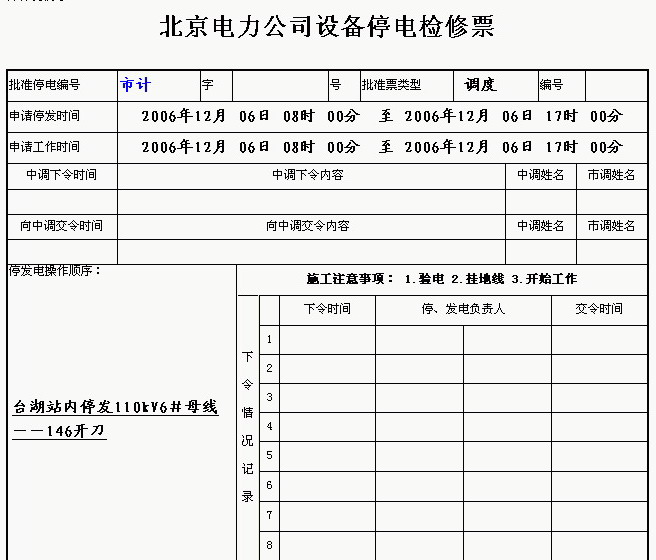 北京电力公司设备停电检修票
批准停电编号 市计 字 号 批准票类型 调度 编号
申请停发时间 2006年12月 06日 08时 00分 至 2006年12月 06日 17时 00分
申请工作时间 2006年12月 06日 08时 00分 至 2006年12月 06日 17时 00分
中调下令时间 中调下令内容 中调姓名 市调姓名
向中调交令时间 向中调交令内容 中调姓名 市调姓名
停发电操作顺序：
施工注意事项： 1.验电 2.挂地线 3.开始工作
下令时间 停、发电负责人 交令时间
下令情况记录
1
2
3
4
5
6
7
8
台湖站内停发110kV6#母线
－－146开刀